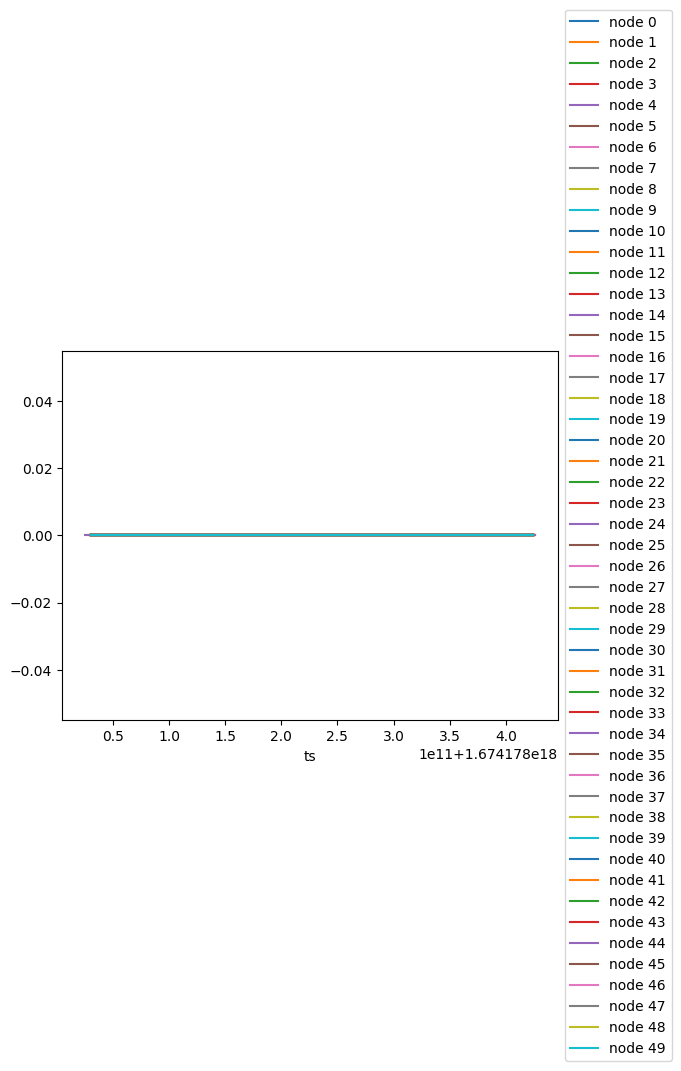 0.04
0.02
0.00
−0.02
−0.04
0.5 1.0 1.5 2.0 2.5 3.0 3.5 4.0
ts
1e11+1.674178e18
node 0
node 1
node 2
node 3
node 4
node 5
node 6
node 7
node 8
node 9
node 10
node 11
node 12
node 13
node 14
node 15
node 16
node 17
node 18
node 19
node 20
node 21
node 22
node 23
node 24
node 25
node 26
node 27
node 28
node 29
node 30
node 31
node 32
node 33
node 34
node 35
node 36
node 37
node 38
node 39
node 40
node 41
node 42
node 43
node 44
node 45
node 46
node 47
node 48
node 49